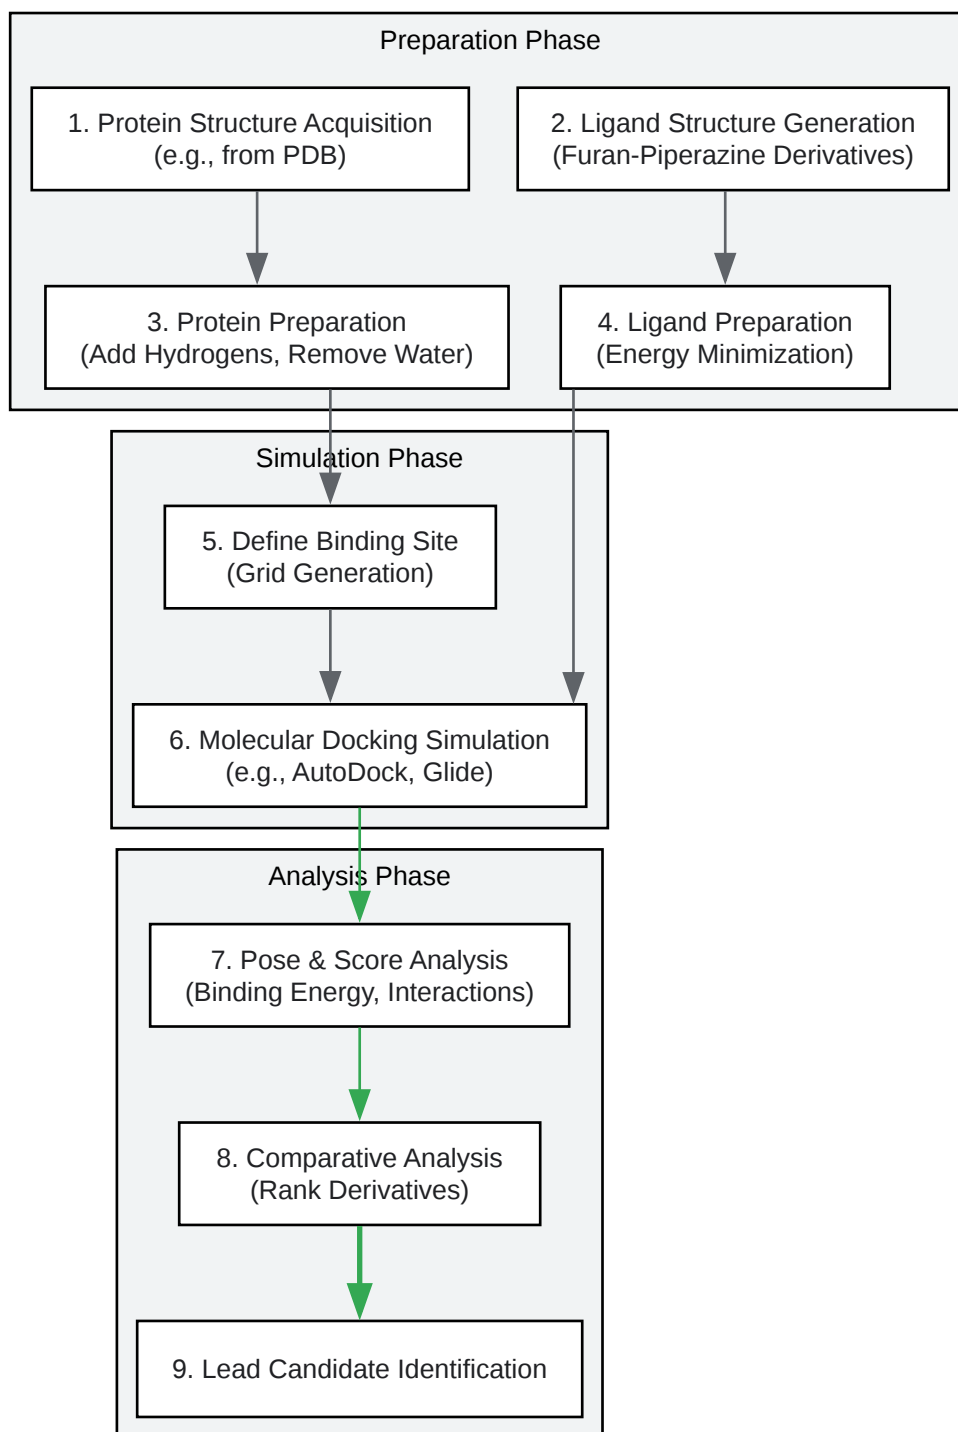 Preparation Phase
1. Protein Structure Acquisition
(e.g., from PDB)
2. Ligand Structure Generation
(Furan-Piperazine Derivatives)
3. Protein Preparation
(Add Hydrogens, Remove Water)
4. Ligand Preparation
(Energy Minimization)
Simulation Phase
5. Define Binding Site
(Grid Generation)
6. Molecular Docking Simulation
(e.g., AutoDock, Glide)
Analysis Phase
7. Pose & Score Analysis
(Binding Energy, Interactions)
8. Comparative Analysis
(Rank Derivatives)
9. Lead Candidate Identification